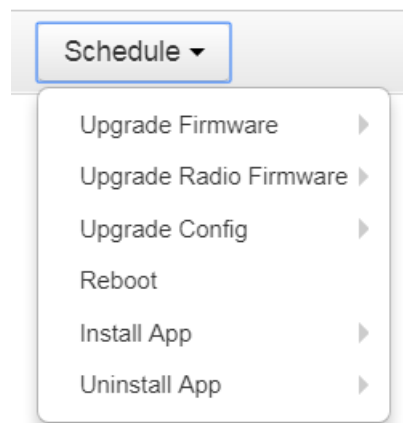 Schedule
Upgrade Firmware
Upgrade Radio Firmware
Upgrade Config
Reboot
Install App
Uninstall App